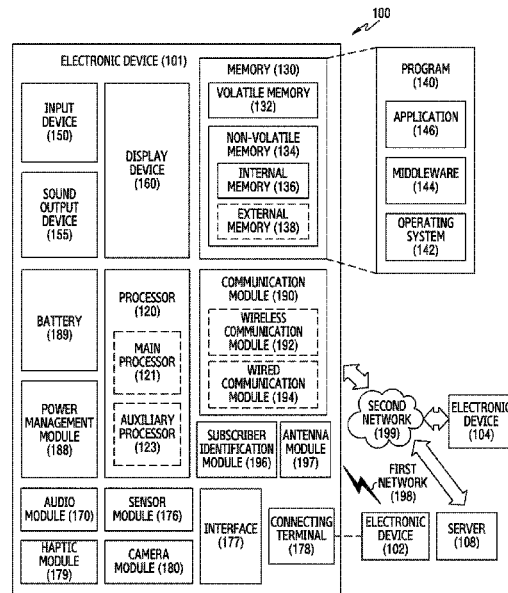 100
ELECTRONIC DEVICE (101)
INPUT
DEVICE
(150)
SOUND
OUTPUT
DEVICE
(155)
DISPLAY
DEVICE
(160)
MEMORY (130)
VOLATILE MEMORY
(132)
NON-VOLATILE
MEMORY (134)
INTERNAL
MEMORY (136)
EXTERNAL
MEMORY (138)
PROGRAM
(140)
APPLICATION
(146)
MIDDLEWARE
(144)
OPERATING
SYSTEM
(142)
BATTERY
(189)
POWER
MANAGEMENT
MODULE
(188)
PROCESSOR
(120)
MAIN
PROCESSOR
(121)
AUXILIARY
PROCESSOR
(123)
COMMUNICATION
MODULE (190)
WIRELESS
COMMUNICATION
MODULE (192)
WIRED
COMMUNICATION
MODULE (194)
SUBSCRIBER
IDENTIFICATION
MODULE (196)
ANTENNA
MODULE
(197)
SECOND
NETWORK
(199)
ELECTRONIC
DEVICE (104)
FIRST
NETWORK
(198)
AUDIO
MODULE (170)
SENSOR
MODULE (176)
INTERFACE
(177)
CONNECTING
TERMINAL
(178)
ELECTRONIC
DEVICE
(102)
SERVER
(108)
HAPTIC
MODULE
(179)
CAMERA
MODULE (180)